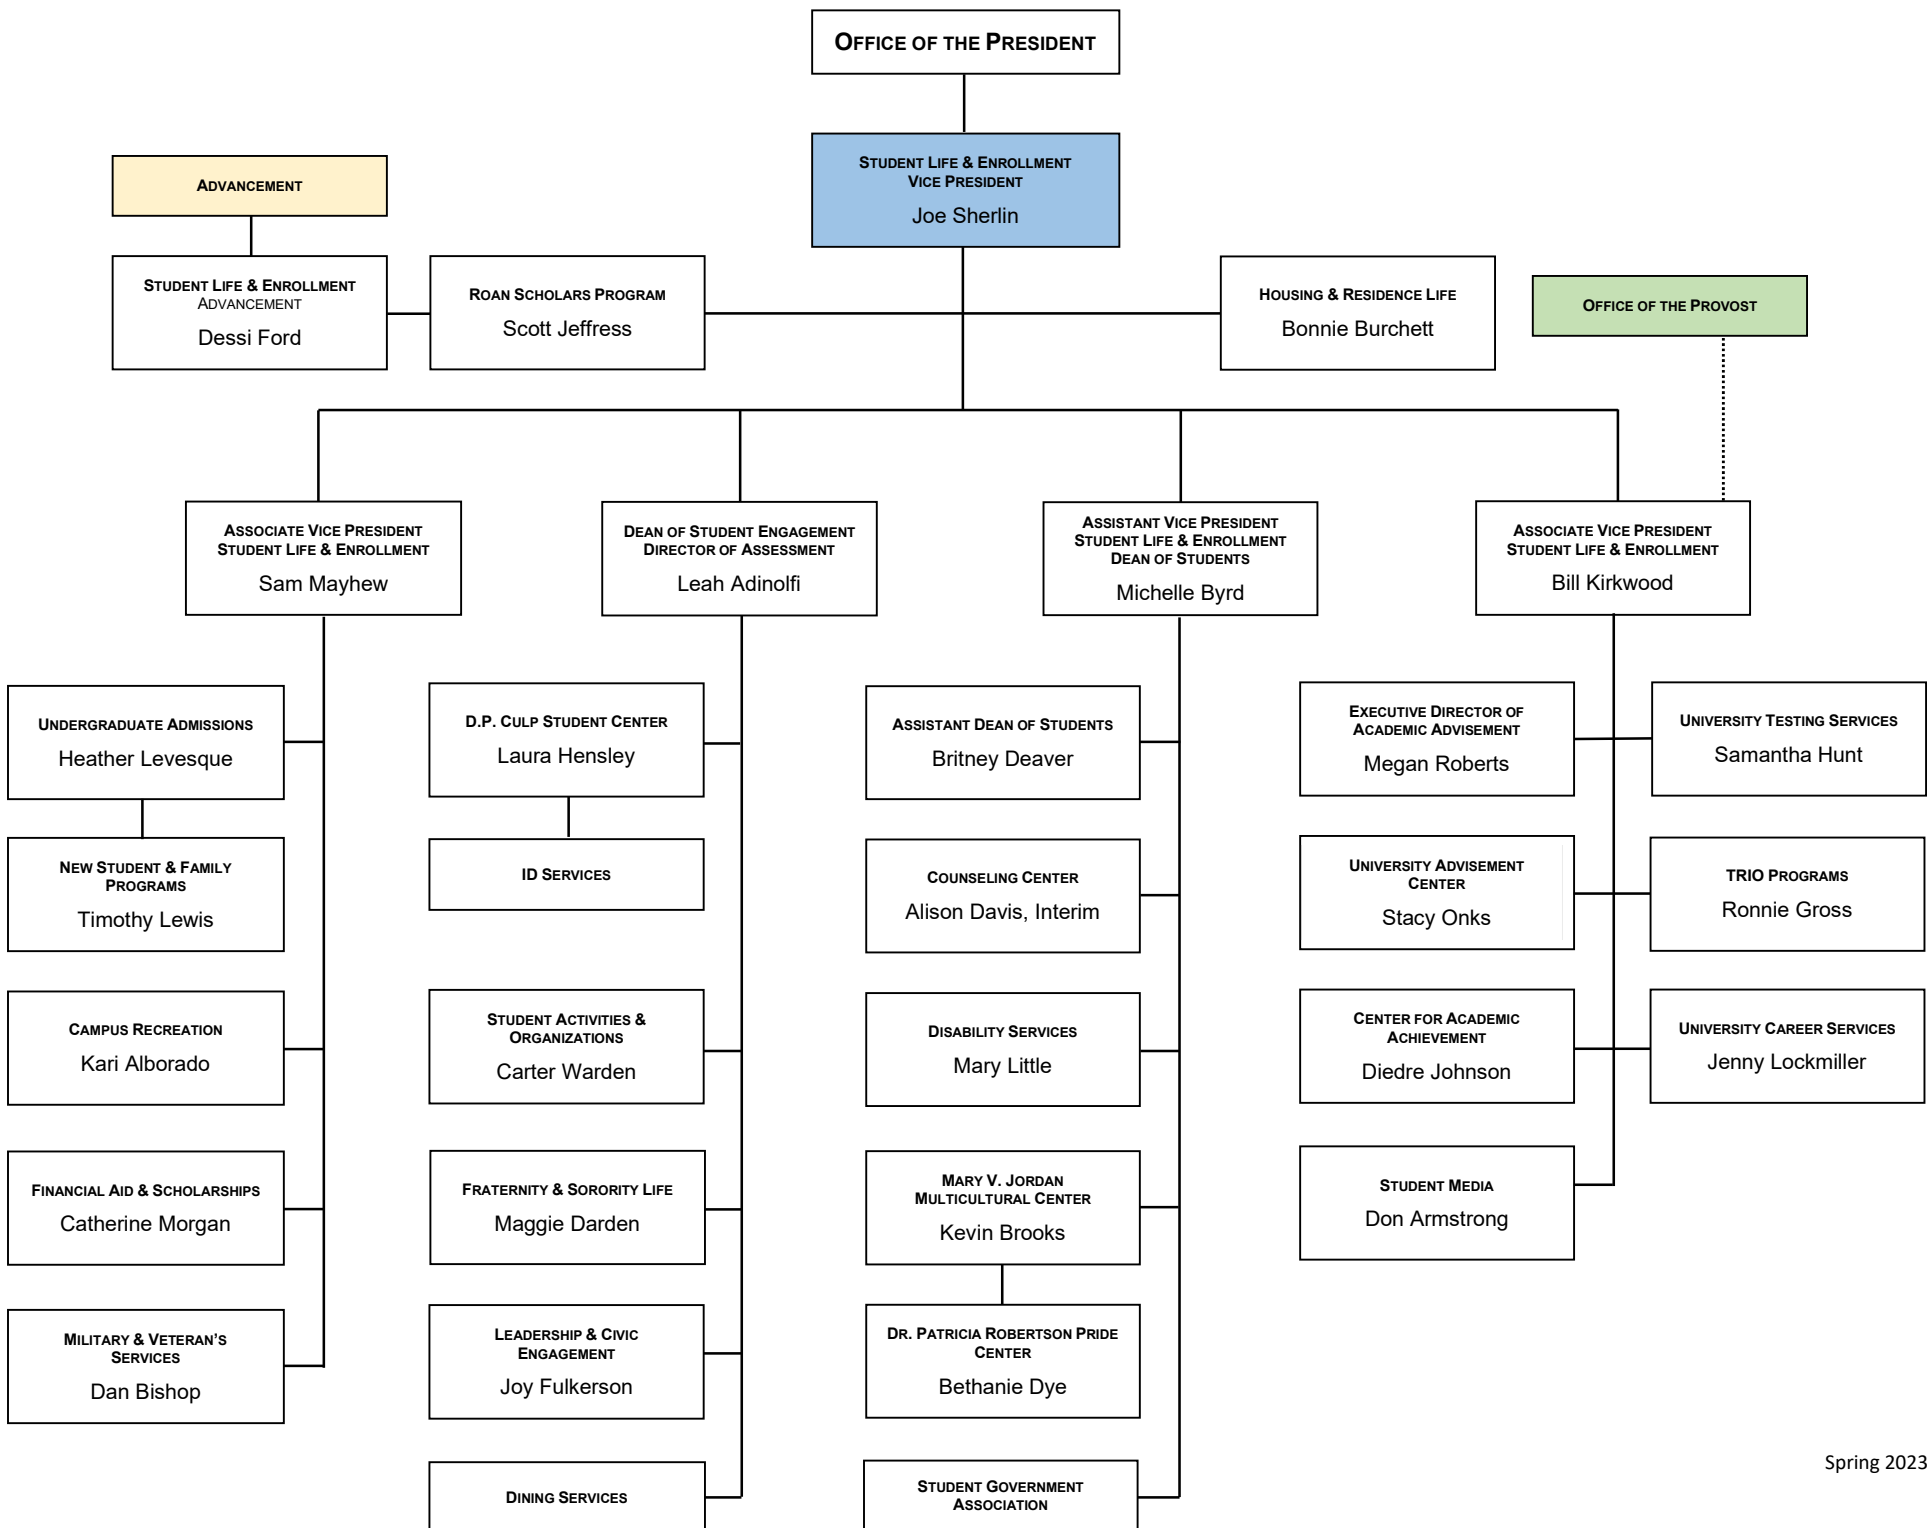 OFFICE OF THE PRESIDENT
STUDENT LIFE & ENROLLMENT
VICE PRESIDENT
Joe Sherlin
ADVANCEMENT
STUDENT LIFE & ENROLLMENT
ADVANCEMENT
Dessi Ford
ROAN SCHOLARS PROGRAM
Scott Jeffress
HOUSING & RESIDENCE LIFE
Bonnie Burchett
OFFICE OF THE PROVOST
ASSOCIATE VICE PRESIDENT
STUDENT LIFE & ENROLLMENT
Sam Mayhew
DEAN OF STUDENT ENGAGEMENT
DIRECTOR OF ASSESSMENT
Leah Adinolfi
ASSISTANT VICE PRESIDENT
STUDENT LIFE & ENROLLMENT
DEAN OF STUDENTS
Michelle Byrd
ASSOCIATE VICE PRESIDENT
STUDENT LIFE & ENROLLMENT
Bill Kirkwood
UNDERGRADUATE ADMISSIONS
Heather Levesque
NEW STUDENT & FAMILY
PROGRAMS
Timothy Lewis
CAMPUS RECREATION
Kari Alborado
FINANCIAL AID & SCHOLARSHIPS
Catherine Morgan
MILITARY & VETERAN'S
SERVICES
Dan Bishop
D.P. CULP STUDENT CENTER
Laura Hensley
ID SERVICES
STUDENT ACTIVITIES &
ORGANIZATIONS
Carter Warden
FRATERNITY & SORORITY LIFE
Maggie Darden
LEADERSHIP & CIVIC
ENGAGEMENT
Joy Fulkerson
DINING SERVICES
ASSISTANT DEAN OF STUDENTS
Britney Deaver
COUNSELING CENTER
Alison Davis, Interim
DISABILITY SERVICES
Mary Little
MARY V. JORDAN
MULTICULTURAL CENTER
Kevin Brooks
DR. PATRICIA ROBERTSON PRIDE
CENTER
Bethanie Dye
STUDENT GOVERNMENT
ASSOCIATION
EXECUTIVE DIRECTOR OF
ACADEMIC ADVISEMENT
Megan Roberts
UNIVERSITY ADVISEMENT
CENTER
Stacy Onks
CENTER FOR ACADEMIC
ACHIEVEMENT
Diedre Johnson
STUDENT MEDIA
Don Armstrong
UNIVERSITY TESTING SERVICES
Samantha Hunt
TRIO PROGRAMS
Ronnie Gross
UNIVERSITY CAREER SERVICES
Jenny Lockmiller
Spring 2023